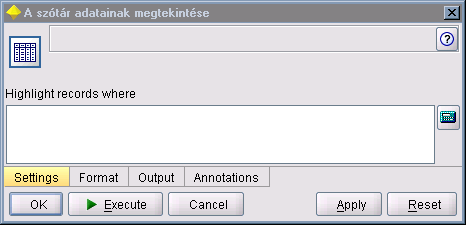 A szótár adatainak megtekintése
?
Highlight records where
Settings Format Output Annotations
OK Execute Cancel Apply Reset